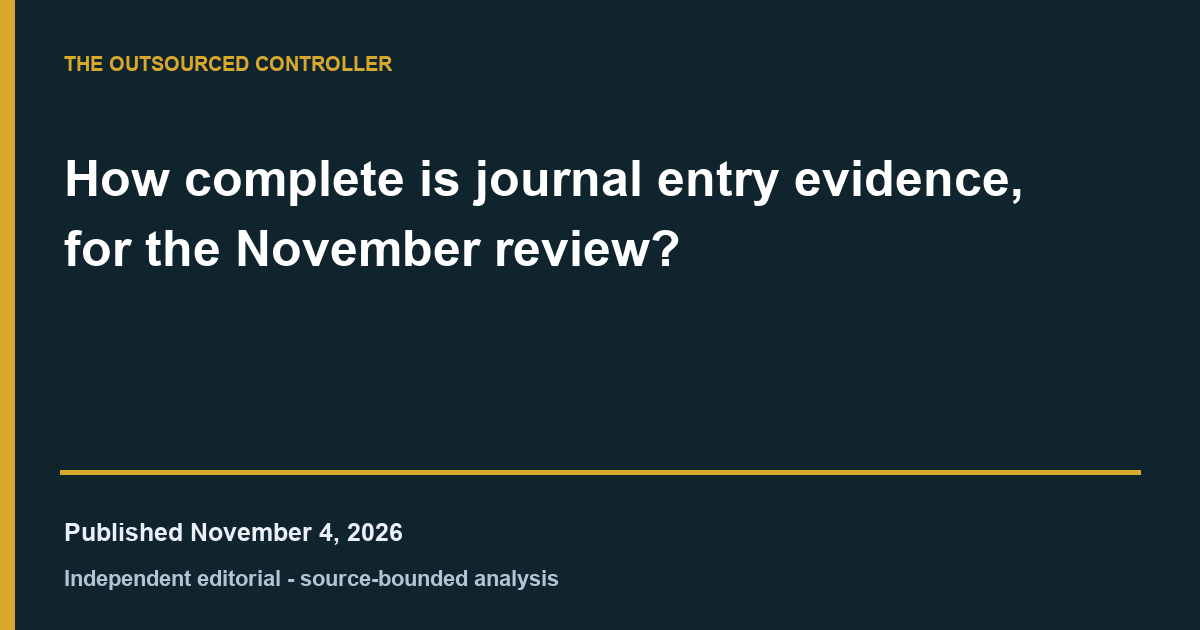 THE OUTSOURCED CONTROLLER
How complete is journal entry evidence,
for the November review?
Published November 4, 2026
Independent editorial - source-bounded analysis